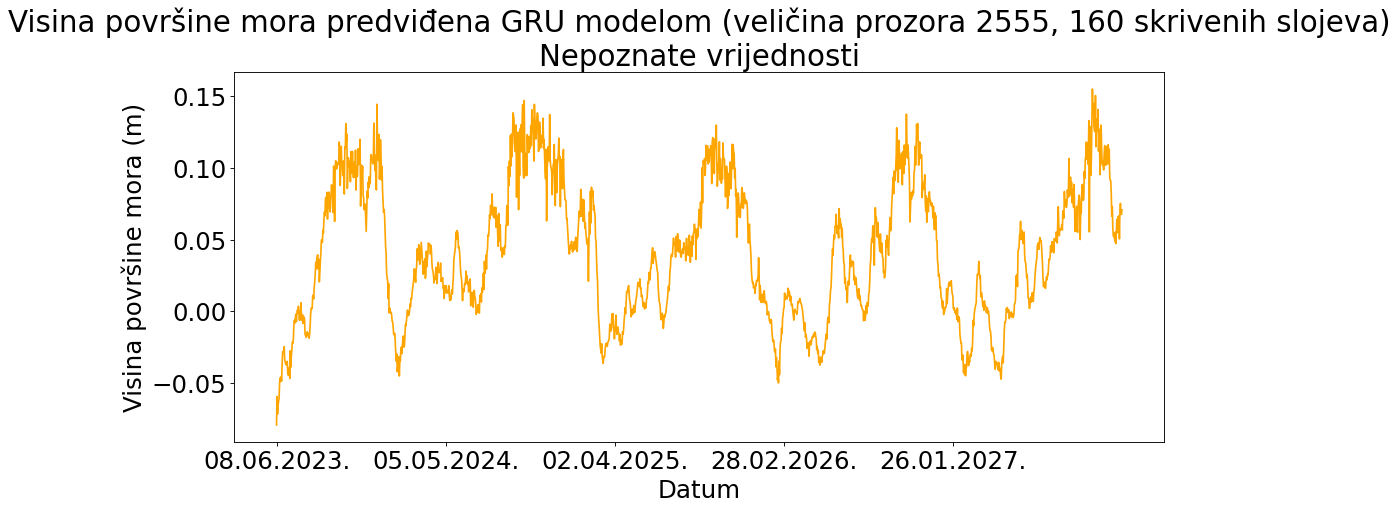 Visina površine mora predviđena GRU modelom (veličina prozora 2555, 160 skrivenih slojeva)
Nepoznate vrijednosti
Visina površine mora (m)
0.15
0.10
0.05
0.00
−0.05
08.06.2023. 05.05.2024. 02.04.2025. 28.02.2026. 26.01.2027.
Datum